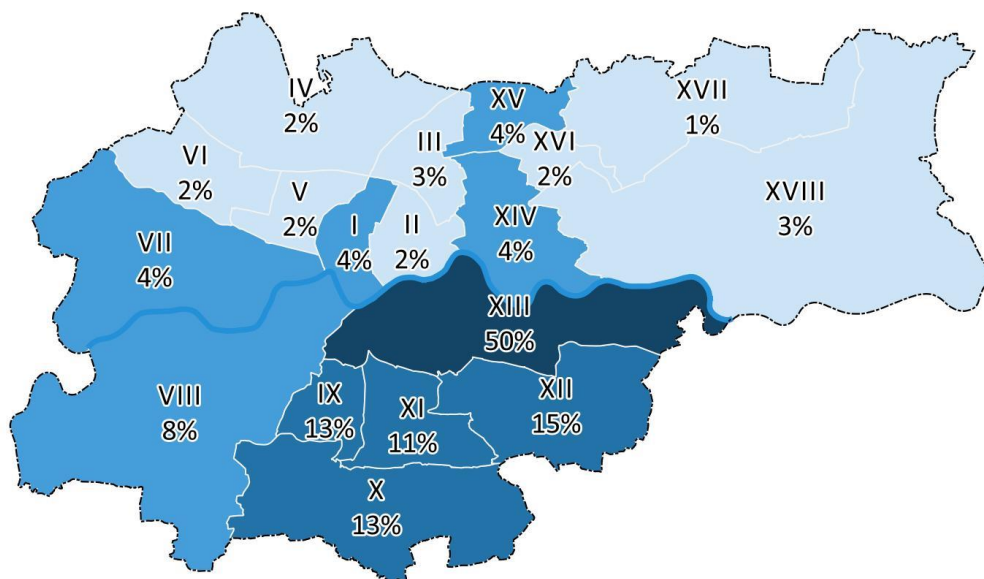 IV
2%
XV
4%
XVII
1%
III
3%
XVI
2%
VI
2%
V
2%
XVIII
3%
I
4%
II
2%
XIV
4%
VII
4%
XIII
50%
VIII
8%
IX
13%
XI
11%
XII
15%
X
13%